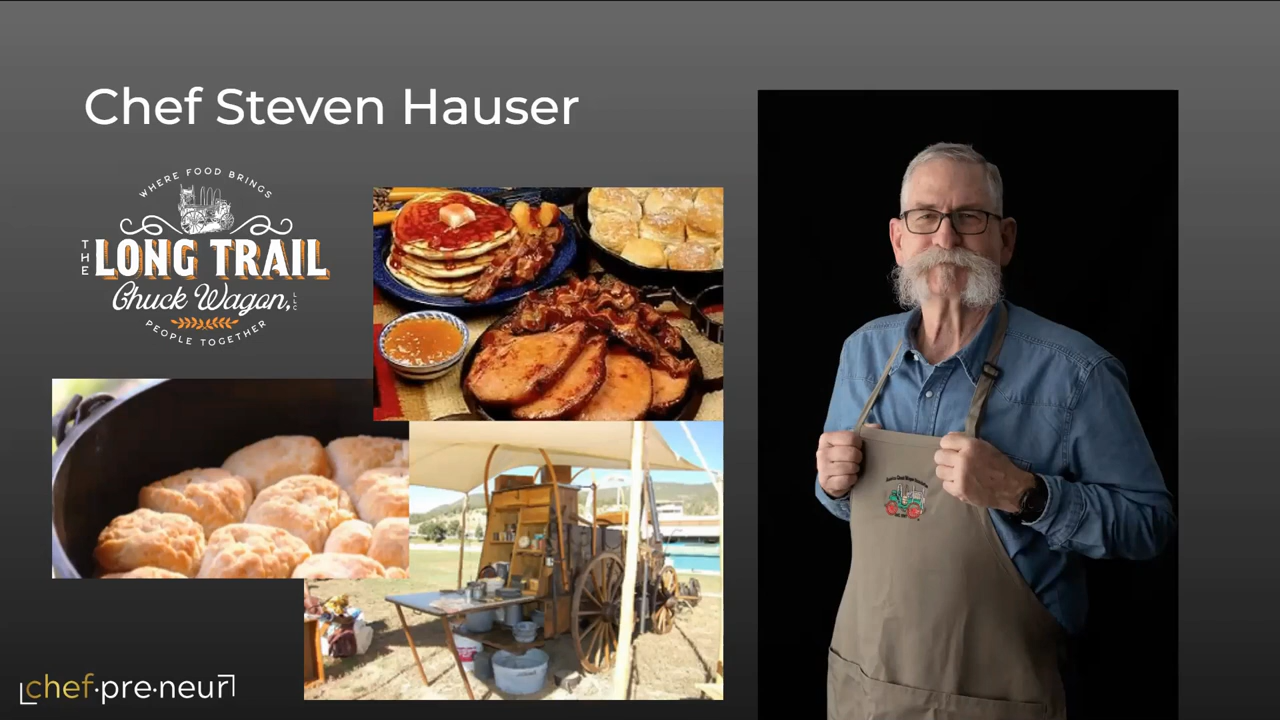 Chef Steven Hauser
WHERE FOOD BRINGS
THE
LONG TRAIL
Chuck Wagon, LLC
PEOPLE TOGETHER
chef·pre·neur